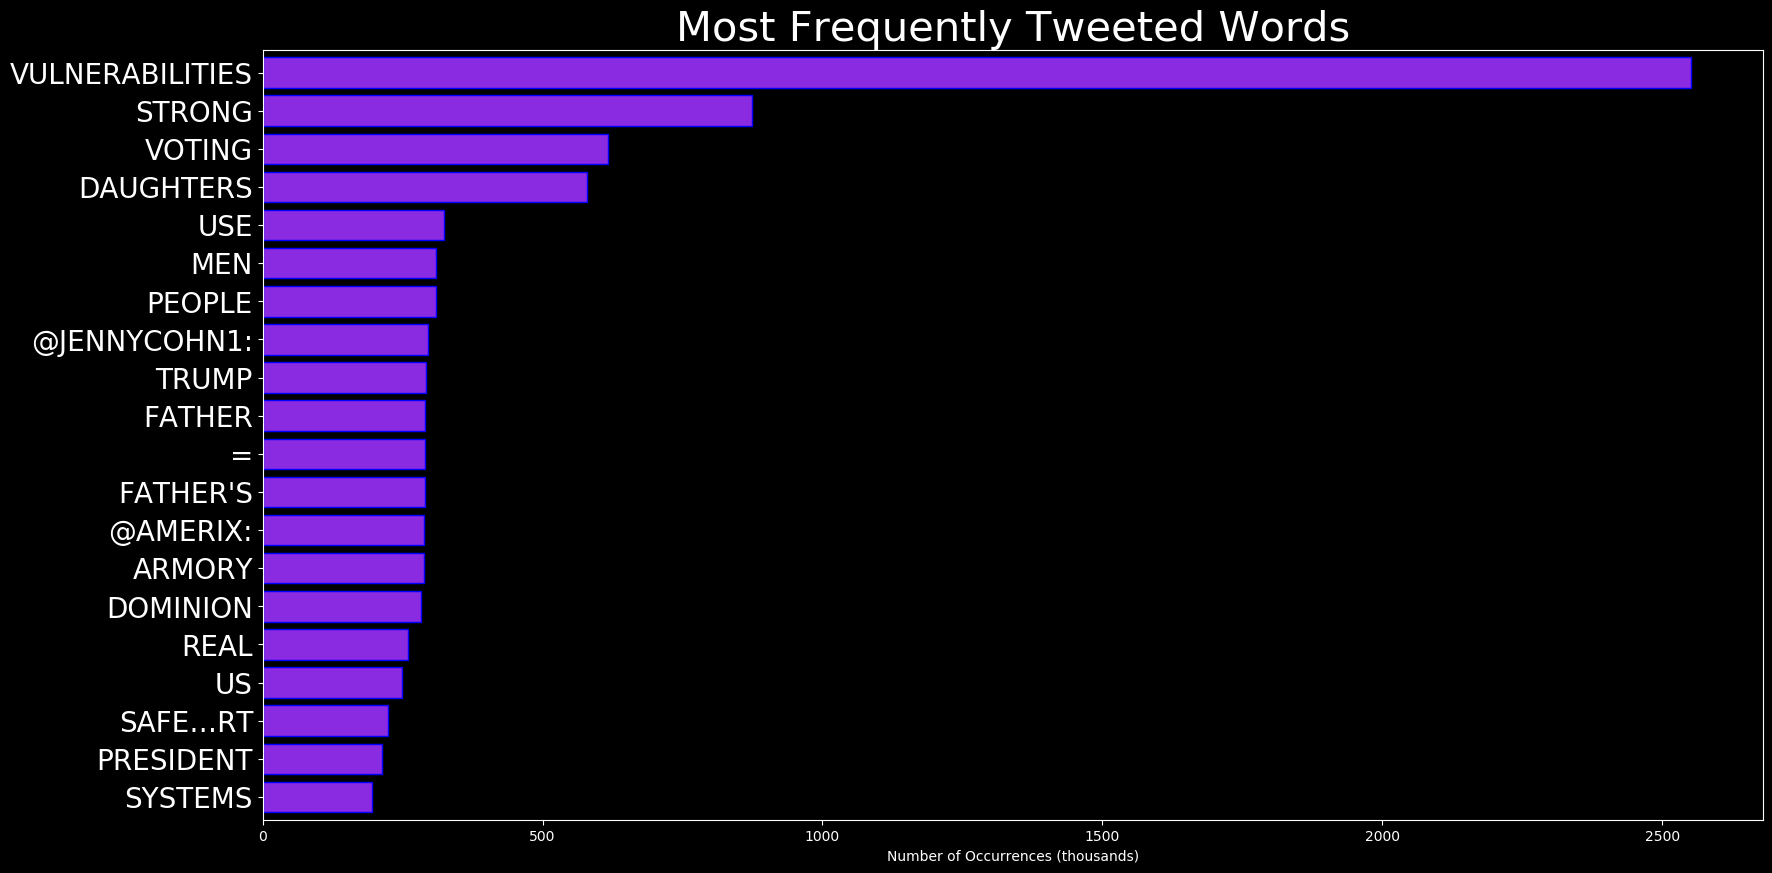 Most Frequently Tweeted Words
VULNERABILITIES
STRONG
VOTING
DAUGHTERS
USE
MEN
PEOPLE
@JENNYCOHN1:
TRUMP
FATHER
=
FATHER'S
@AMERIX:
ARMORY
DOMINION
REAL
US
SAFE…RT
PRESIDENT
SYSTEMS
0 500 1000 1500 2000 2500
Number of Occurrences (thousands)